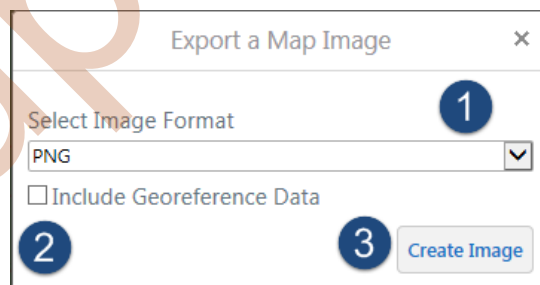 Export a Map Image ×
1
Select Image Format
PNG
Include Georeference Data
2
3 Create Image